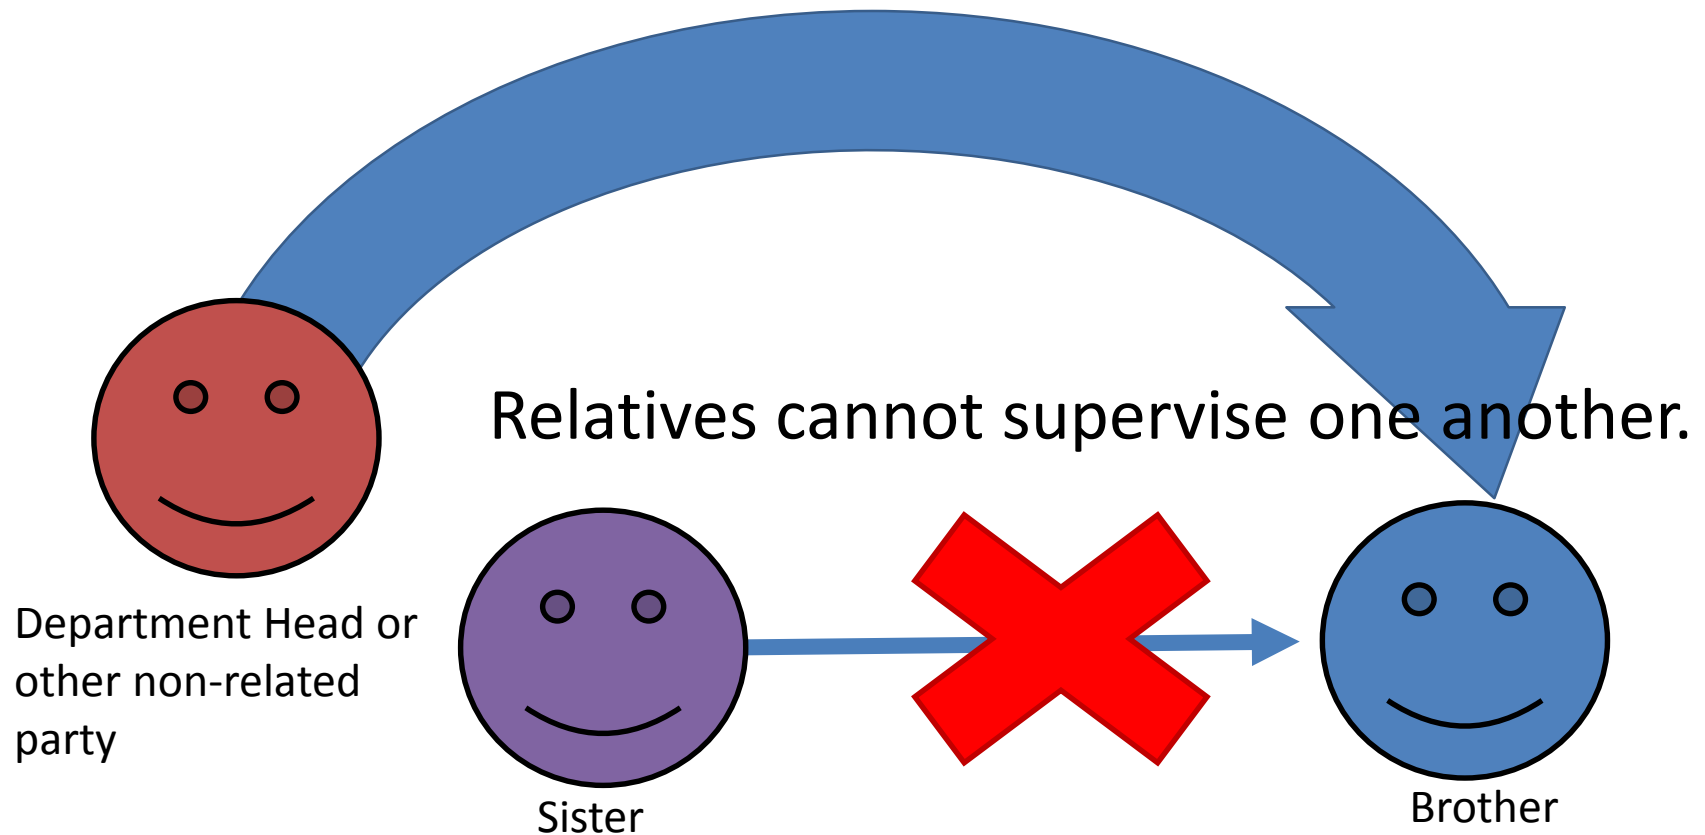 Relatives cannot supervise one another.
Department Head or
other non-related
party
Sister
Brother